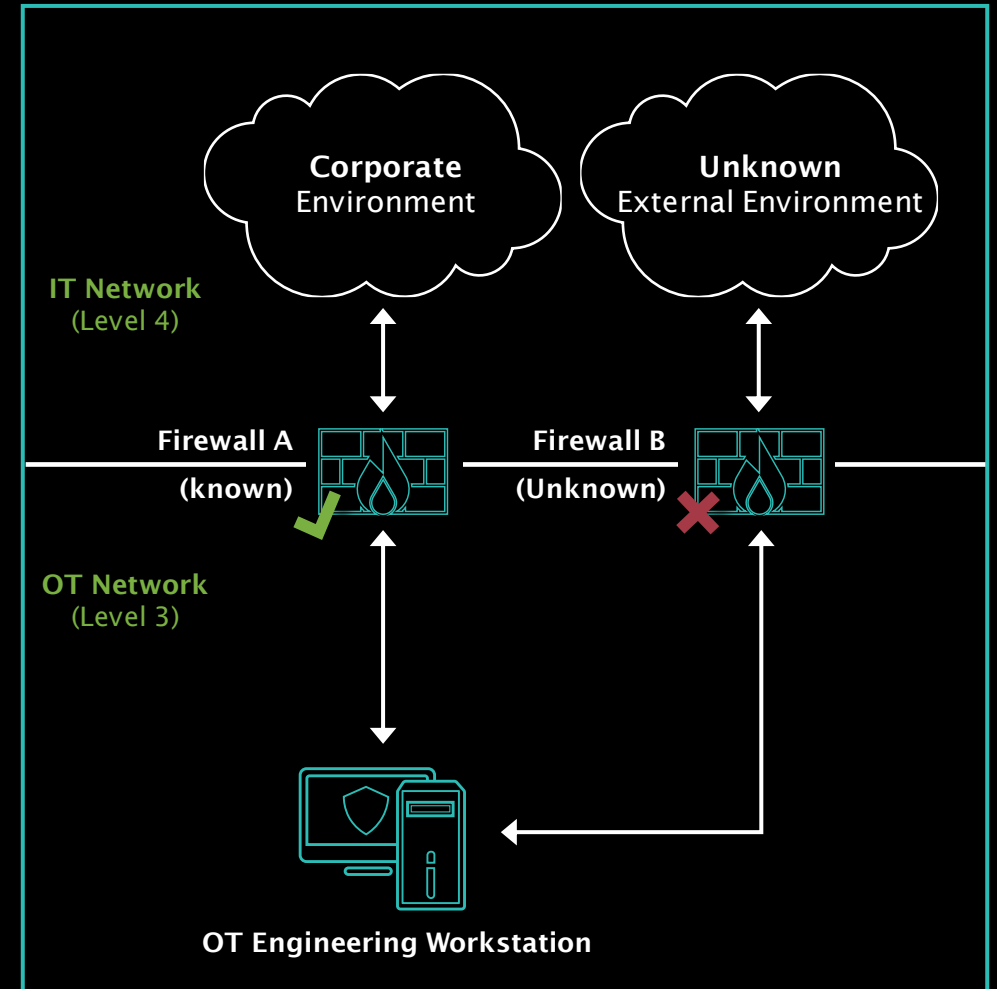 Corporate
Environment
Unknown
External Environment
IT Network
(Level 4)
Firewall A
(known)
Firewall B
(Unknown)
OT Network
(Level 3)
OT Engineering Workstation